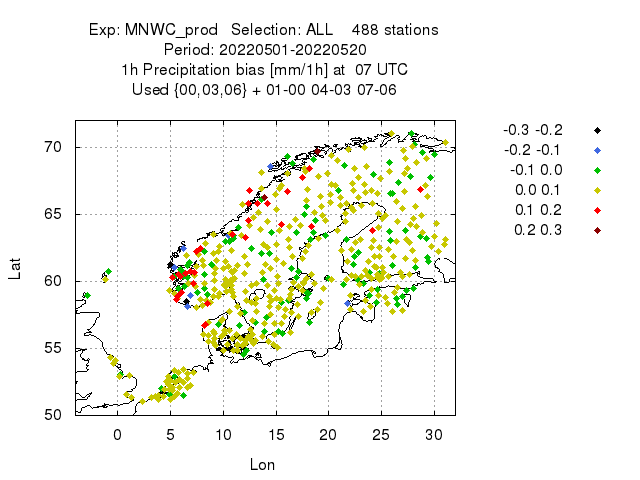 Exp: MNWC_prod   Selection: ALL    488 stations
Period: 20220501-20220520
1h Precipitation bias [mm/1h] at  07 UTC
Used {00,03,06} + 01-00 04-03 07-06
-0.3 -0.2
-0.2 -0.1
-0.1 0.0
0.0 0.1
0.1 0.2
0.2 0.3
70
65
60
55
50
Lat
0 5 10 15 20 25 30
Lon